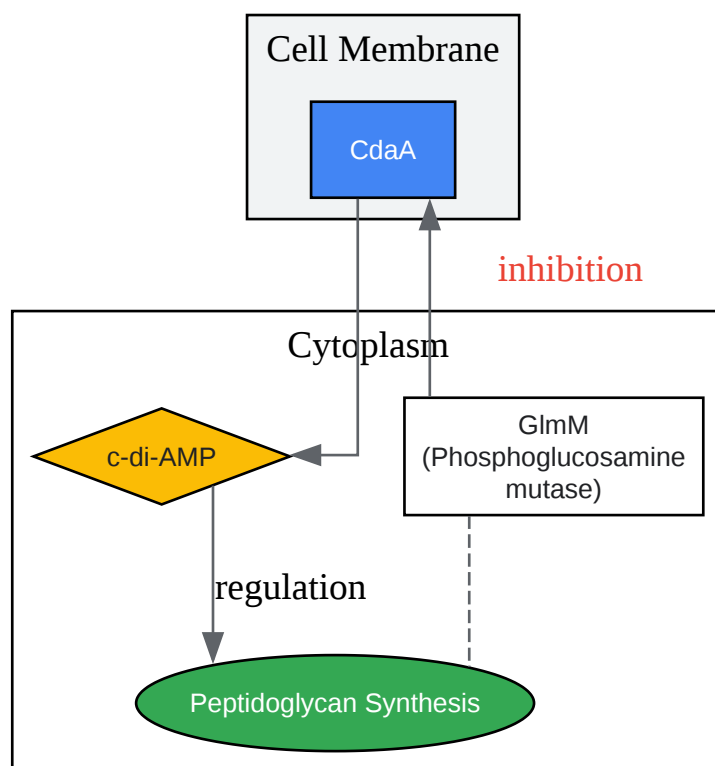 Cell Membrane
CdaA
inhibition
Cytoplasm
GlmM
(Phosphoglucosamine
mutase)
c-di-AMP
regulation
Peptidoglycan Synthesis